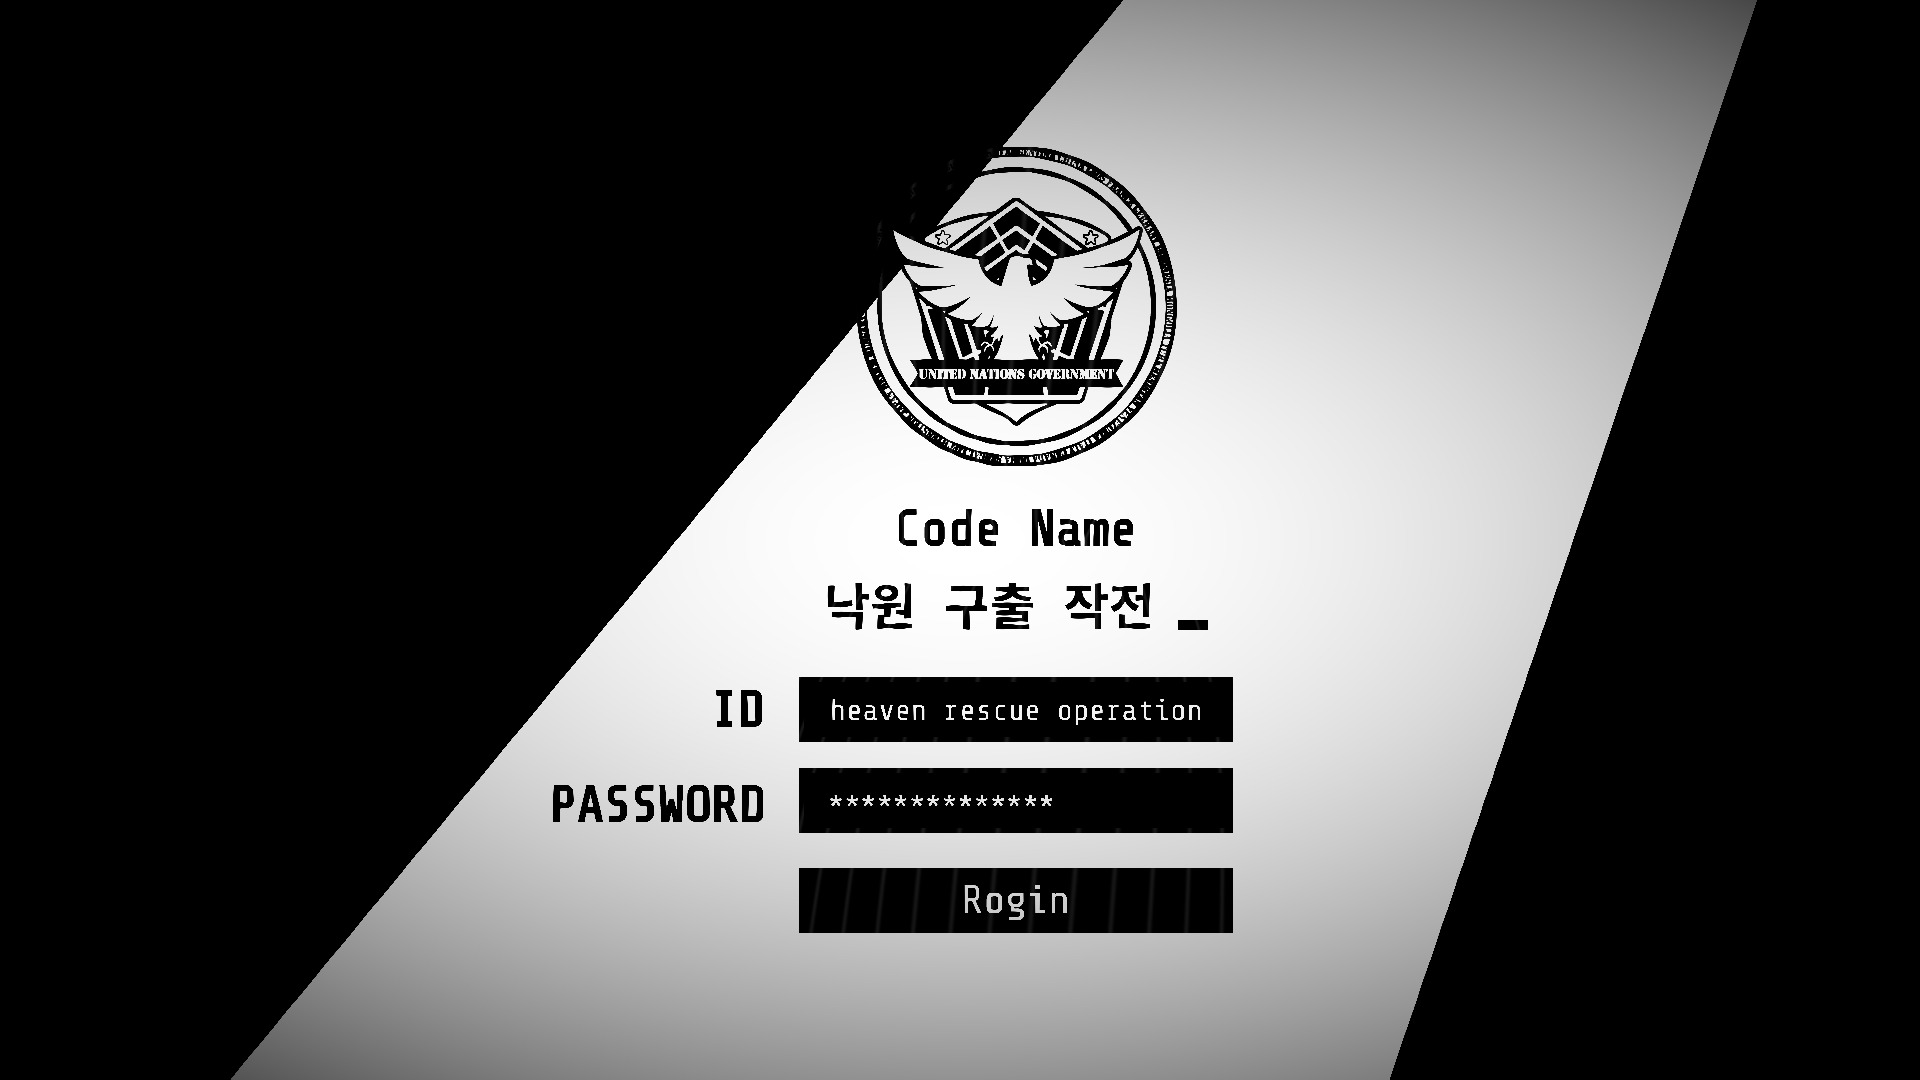 UNITED NATIONS GOVERNMENT
Code Name
낙원 구출 작전 _
ID
heaven rescue operation
PASSWORD
**************
Rogin